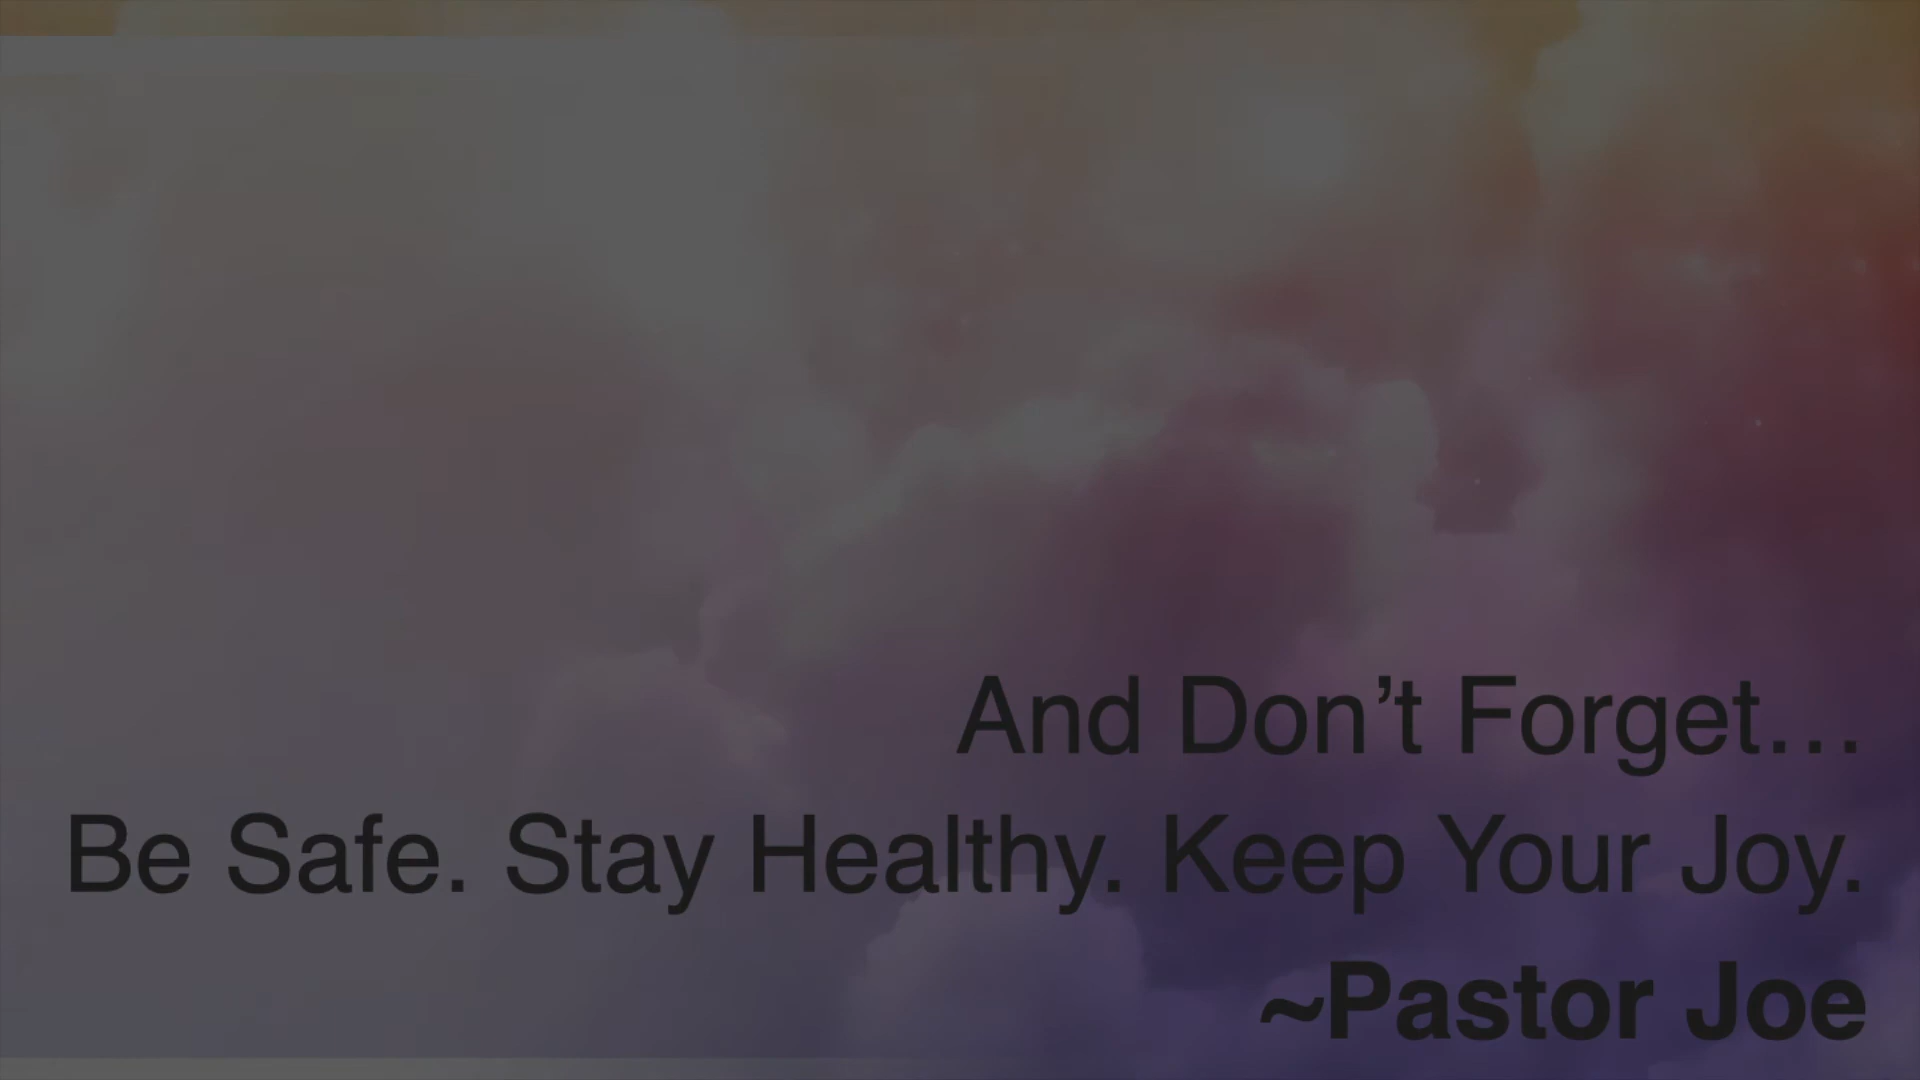 And Don’t Forget…
Be Safe. Stay Healthy. Keep Your Joy.
~Pastor Joe